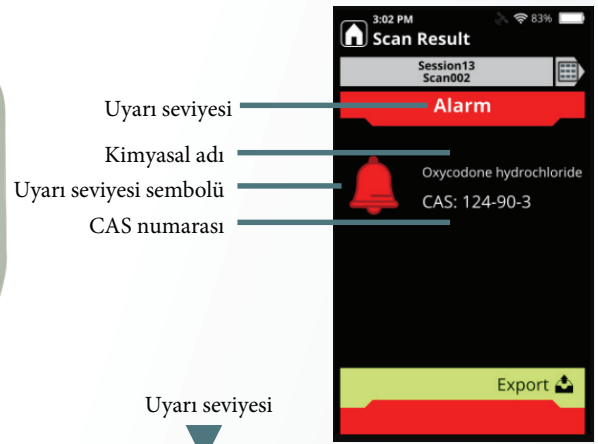 3:02 PM 83%
Scan Result
Session13
Scan002
Uyarı seviyesi
Alarm
Kimyasal adı
Oxycodone hydrochloride
Uyarı seviyesi sembolü
CAS: 124-90-3
CAS numarası
Export
Uyarı seviyesi